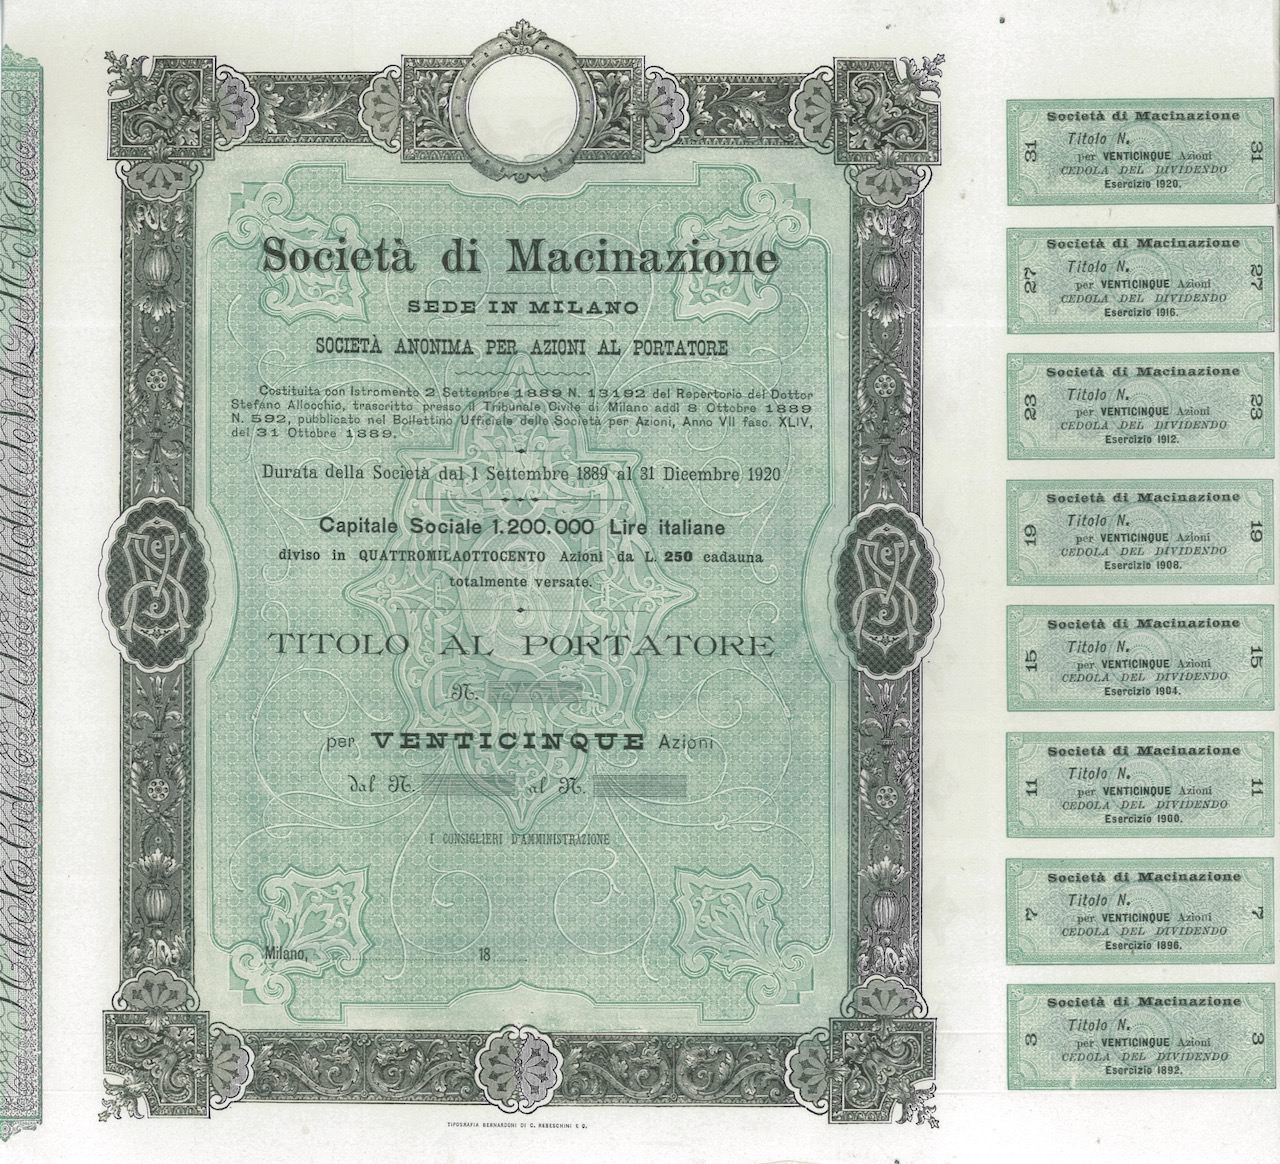 Società di Macinazione
SEDE IN MILANO
SOCIETÀ ANONIMA PER AZIONI AL PORTATORE
Costituita con Istromento 2 Settembre 1889 N. 13192 del Repertorio del Dottor
Stefano Allocchio, trascritto presso il Tribunale Civile di Milano addì 8 Ottobre 1889
N. 592, pubblicato nel Bollettino Ufficiale delle Società per Azioni, Anno VII fasc. XLIV,
del 31 Ottobre 1889.
Durata della Società dal 1 Settembre 1889 al 31 Dicembre 1920
Capitale Sociale 1.200.000 Lire italiane
diviso in QUATTROMILAOTTOCENTO Azioni da L. 250 cadauna
totalmente versate.
TITOLO AL PORTATORE
N.
per VENTICINQUE Azioni
dal N. al N.
I CONSIGLIERI D'AMMINISTRAZIONE
Milano, 18
TIPOGRAFIA BERNARDONI DI C. REBESCHINI E C.
Società di Macinazione
31 Titolo N. 31
per VENTICINQUE Azioni
CEDOLA DEL DIVIDENDO
Esercizio 1920.
Società di Macinazione
27 Titolo N. 27
per VENTICINQUE Azioni
CEDOLA DEL DIVIDENDO
Esercizio 1916.
Società di Macinazione
23 Titolo N. 23
per VENTICINQUE Azioni
CEDOLA DEL DIVIDENDO
Esercizio 1912.
Società di Macinazione
19 Titolo N. 19
per VENTICINQUE Azioni
CEDOLA DEL DIVIDENDO
Esercizio 1908.
Società di Macinazione
15 Titolo N. 15
per VENTICINQUE Azioni
CEDOLA DEL DIVIDENDO
Esercizio 1904.
Società di Macinazione
11 Titolo N. 11
per VENTICINQUE Azioni
CEDOLA DEL DIVIDENDO
Esercizio 1900.
Società di Macinazione
7 Titolo N. 7
per VENTICINQUE Azioni
CEDOLA DEL DIVIDENDO
Esercizio 1896.
Società di Macinazione
3 Titolo N. 3
per VENTICINQUE Azioni
CEDOLA DEL DIVIDENDO
Esercizio 1892.